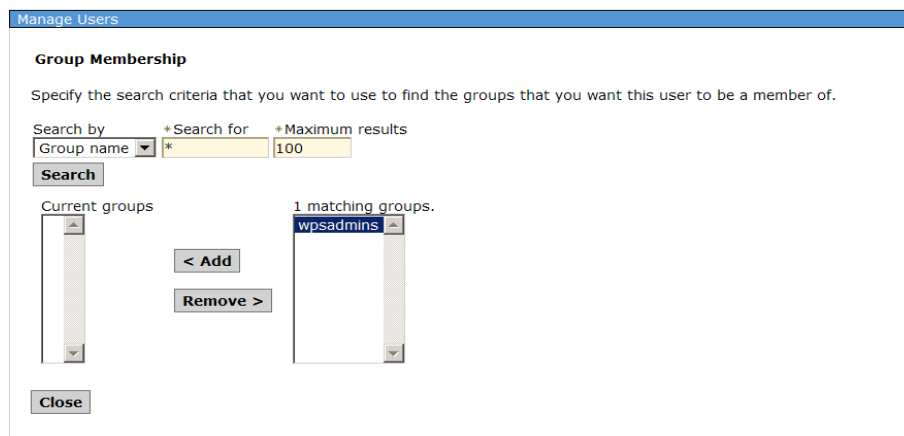 Manage Users
Group Membership
Specify the search criteria that you want to use to find the groups that you want this user to be a member of.
Search by *Search for *Maximum results
Group name * 100
Search
Current groups 1 matching groups.
wpsadmins
< Add
Remove >
Close